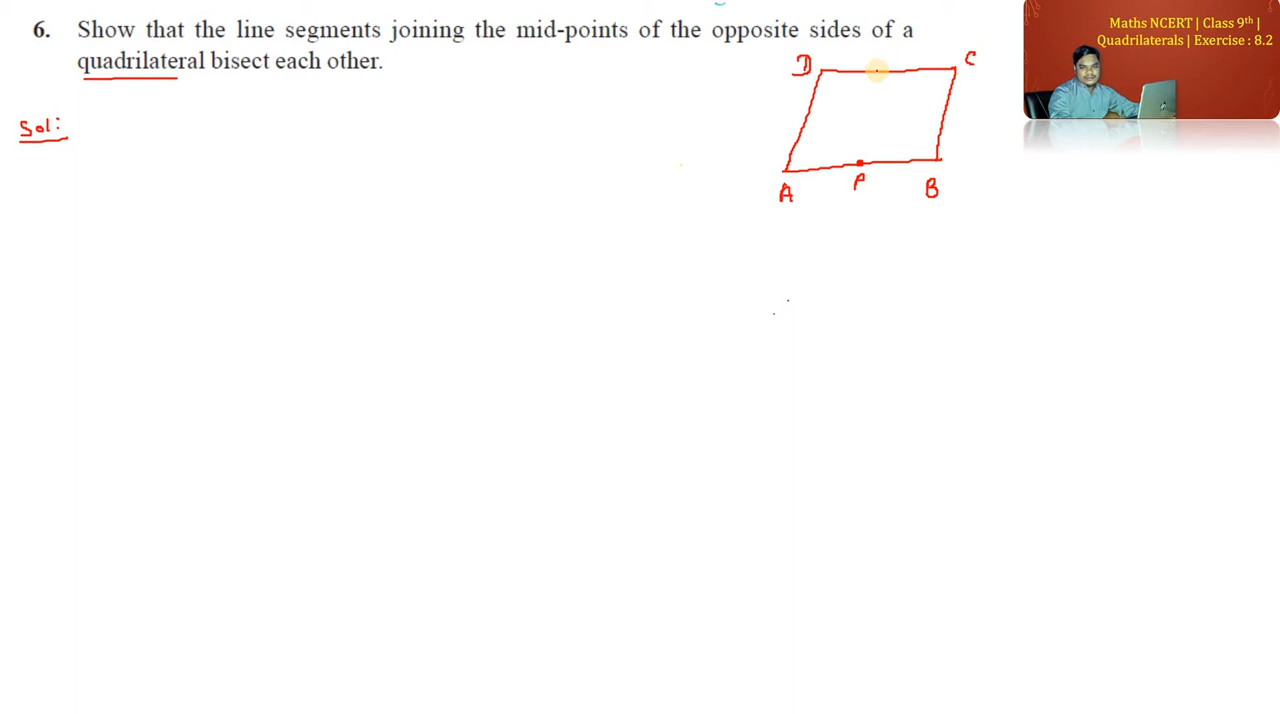 6. Show that the line segments joining the mid-points of the opposite sides of a
quadrilateral bisect each other.
Maths NCERT | Class 9th |
Quadrilaterals | Exercise : 8.2
D C
Sol:
A P B